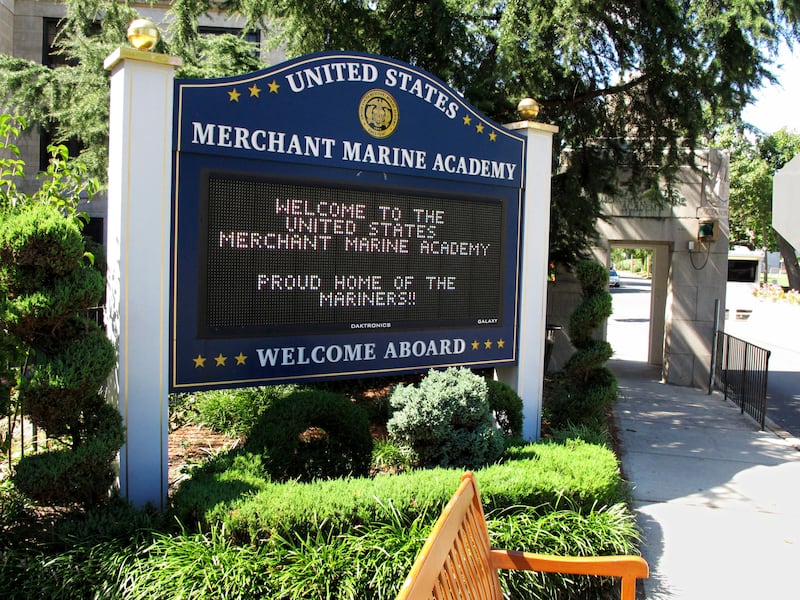 UNITED STATES
MERCHANT MARINE ACADEMY
WELCOME TO THE
UNITED STATES
MERCHANT MARINE ACADEMY
PROUD HOME OF THE
MARINERS!!
DAKTRONICS GALAXY
WELCOME ABOARD